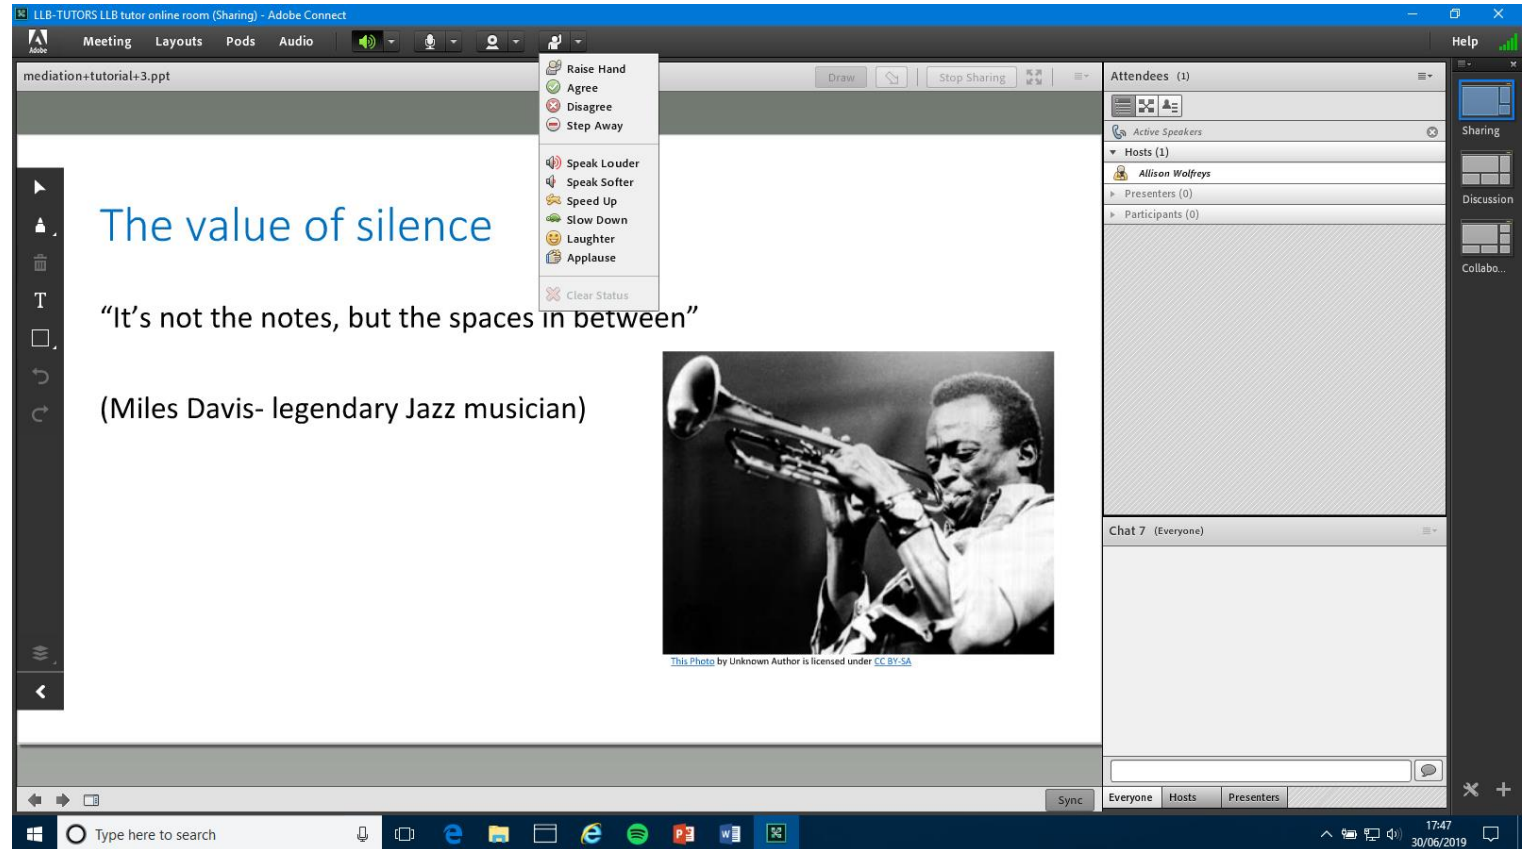 LLB-TUTORS LLB tutor online room (Sharing) - Adobe Connect
Adobe
Meeting Layouts Pods Audio
Help
mediation+tutorial+3.ppt
Draw
Stop Sharing
Raise Hand
Agree
Disagree
Step Away
Speak Louder
Speak Softer
Speed Up
Slow Down
Laughter
Applause
Clear Status
The value of silence
“It’s not the notes, but the spaces in between”
(Miles Davis- legendary Jazz musician)
This Photo by Unknown Author is licensed under CC BY-SA
Sync
Attendees (1)
Active Speakers
Hosts (1)
Allison Wolfreys
Presenters (0)
Participants (0)
Chat 7 (Everyone)
Everyone Hosts Presenters
Sharing
Discussion
Collabo...
Type here to search
17:47
30/06/2019